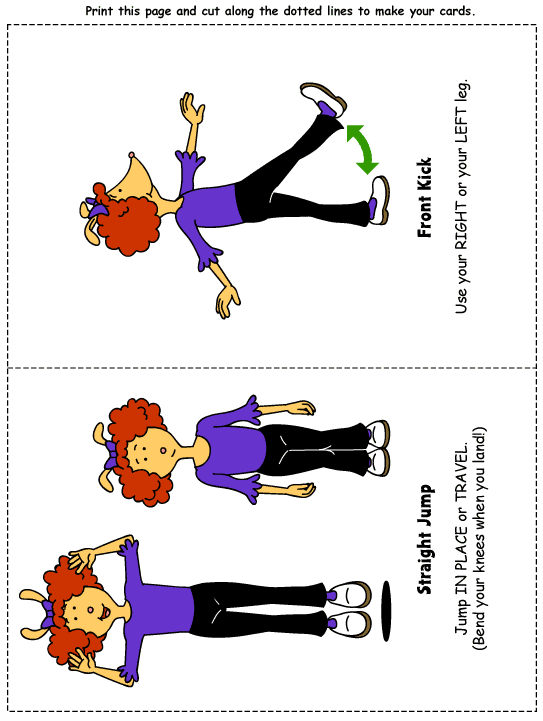 Print this page and cut along the dotted lines to make your cards.
Front Kick
Use your RIGHT or your LEFT leg.
Straight Jump
Jump IN PLACE or TRAVEL.
(Bend your knees when you land!)